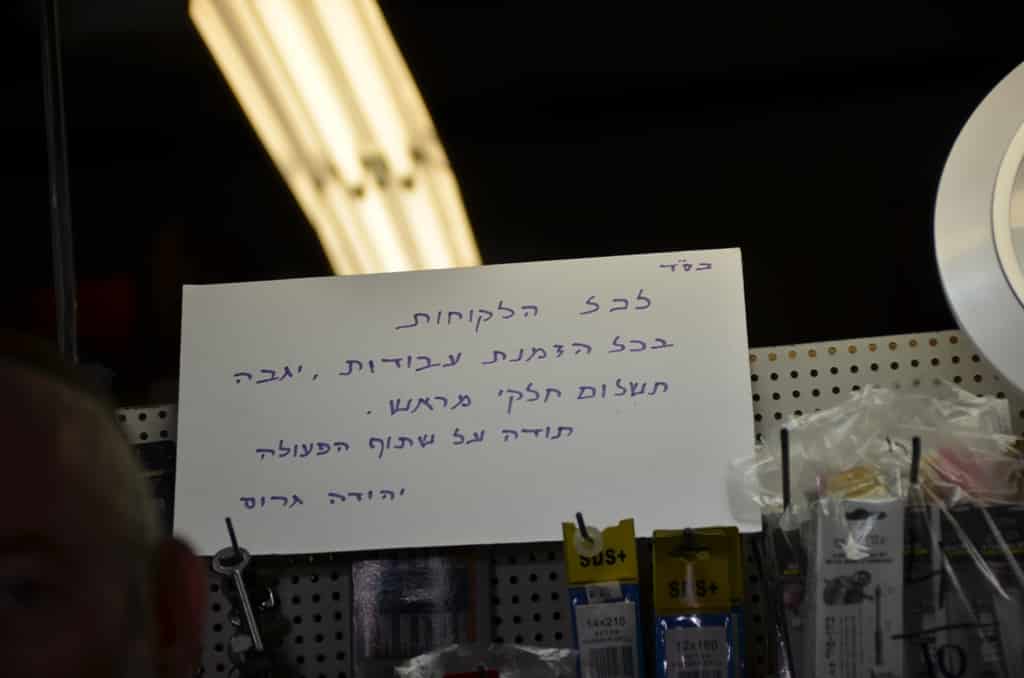 בס"ד
לכל הלקוחות
בכל הזמנת עבודות, יגבה
תשלום חלקי מראש.
תודה על שתוף הפעולה
יהודה גרוס
SDS+
14x210
SDS+
12x160